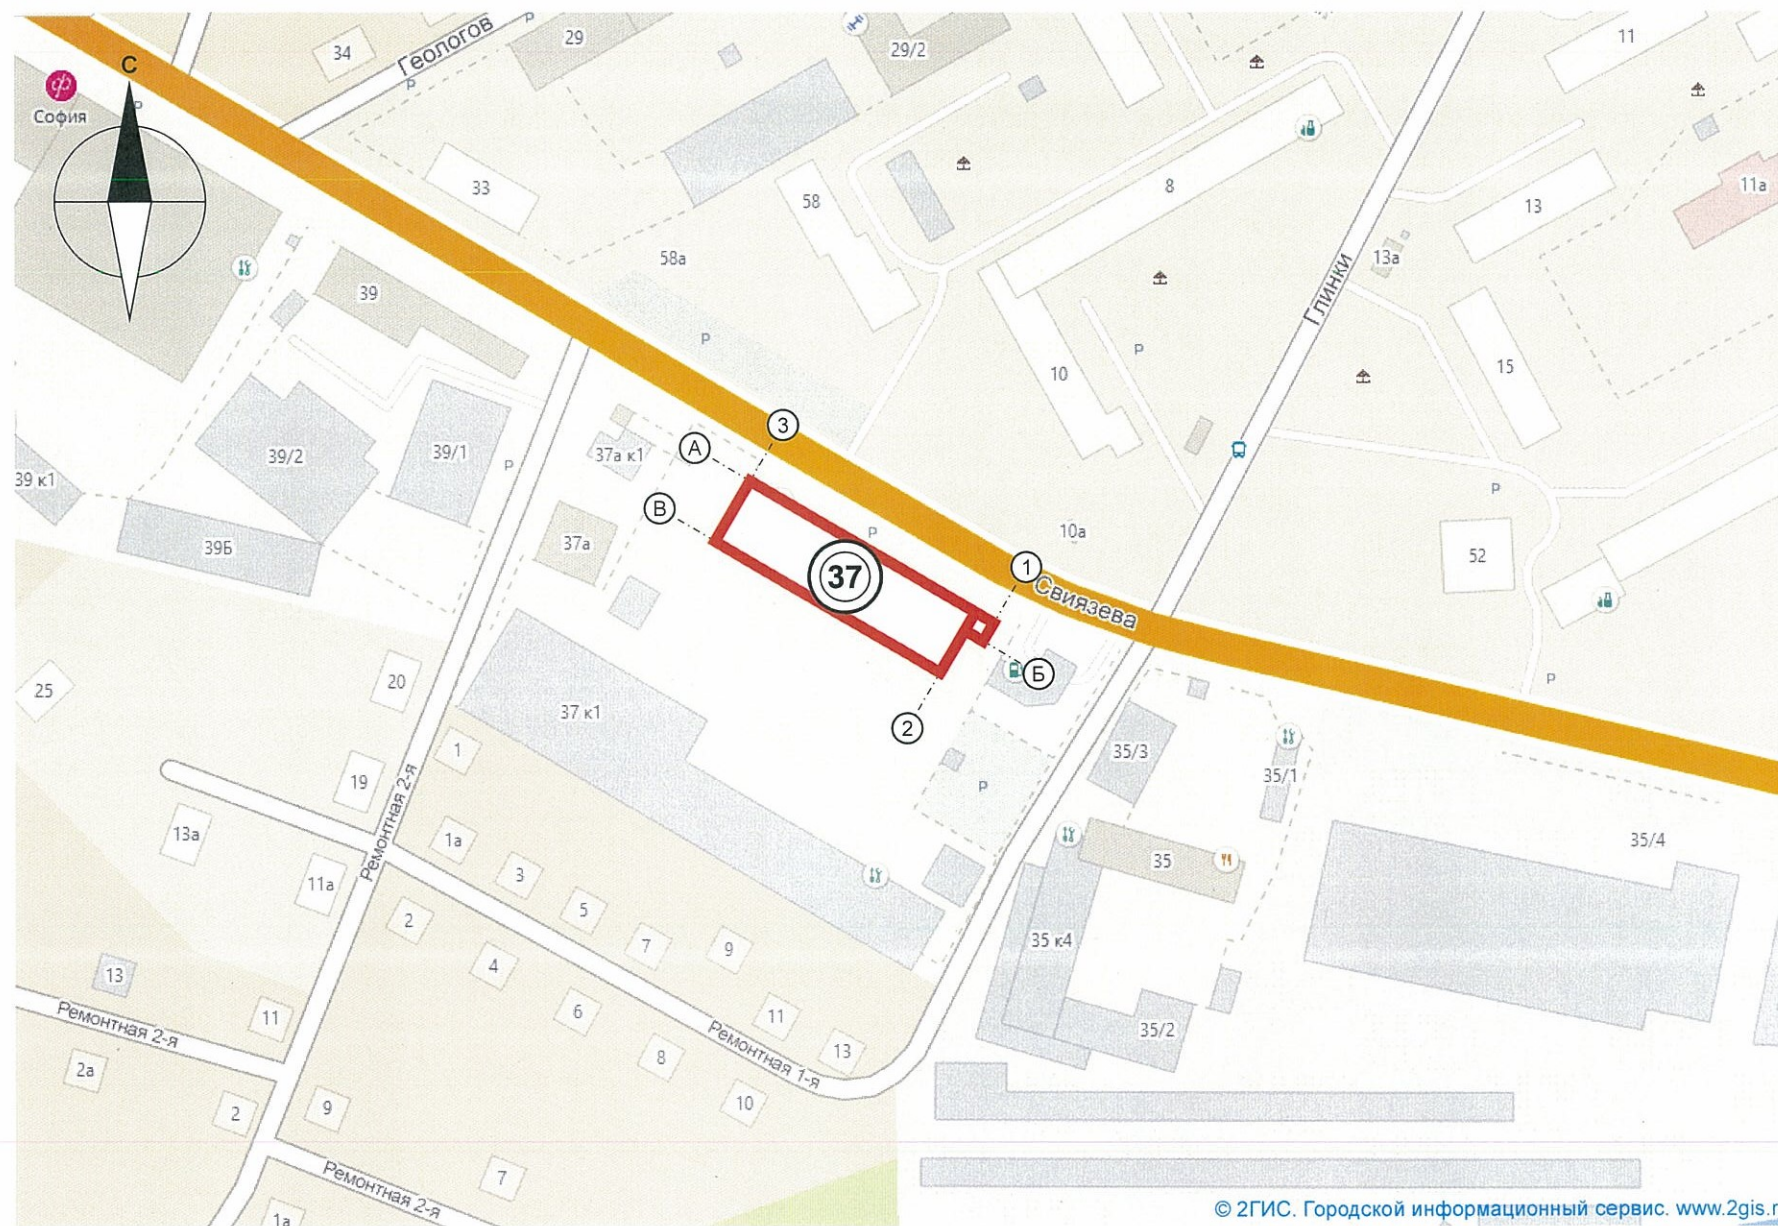 34
Геологов
Р
29
29/2
11
С
Р
София
Р
33
58
8
13
11а
58а
13а
Глинки
39
Р
Р
10
15
3
А
39/2
39/1
Р
37а к1
39 к1
В
Р
Р
10а
39Б
37а
37
1
52
Свиязева
25
20
37 к1
Б
Р
2
1
35/3
35/1
19
Р
13а
Ремонтная 2-я
1а
3
35
35/4
11а
2
5
7
9
4
35 к4
13
6
11
35/2
Ремонтная 2-я
11
8
Ремонтная 1-я
13
2а
2
9
10
7
Ремонтная 2-я
1а
© 2ГИС. Городской информационный сервис. www.2gis.r